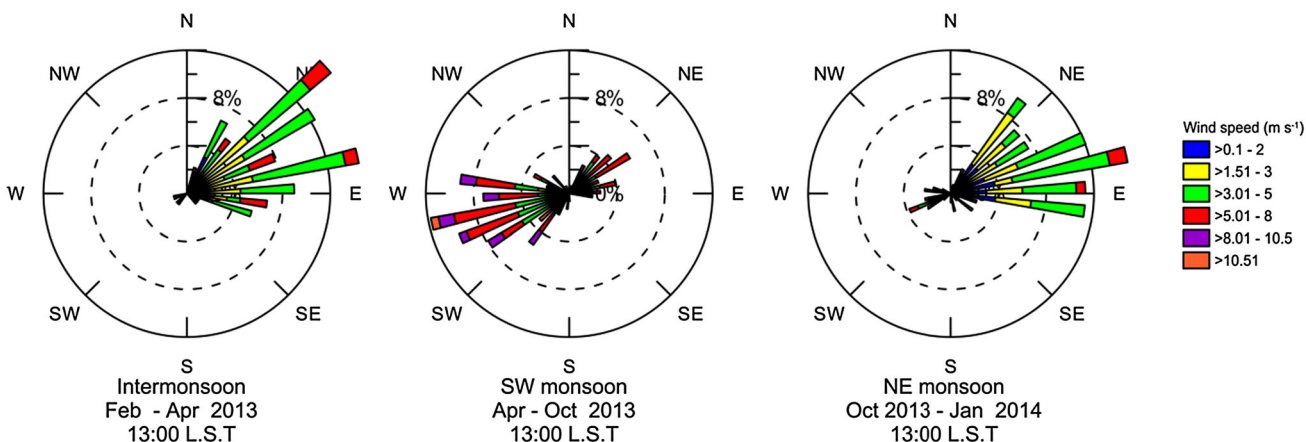 N
NW
8%
W
E
SW
SE
S
Intermonsoon
Feb - Apr 2013
13:00 L.S.T
N
NW
NE
8%
W
0%
E
SW
SE
S
SW monsoon
Apr - Oct 2013
13:00 L.S.T
N
NW
NE
8%
W
E
SW
SE
S
NE monsoon
Oct 2013 - Jan 2014
13:00 L.S.T
Wind speed (m s-¹)
>0.1 - 2
>1.51 - 3
>3.01 - 5
>5.01 - 8
>8.01 - 10.5
>10.51